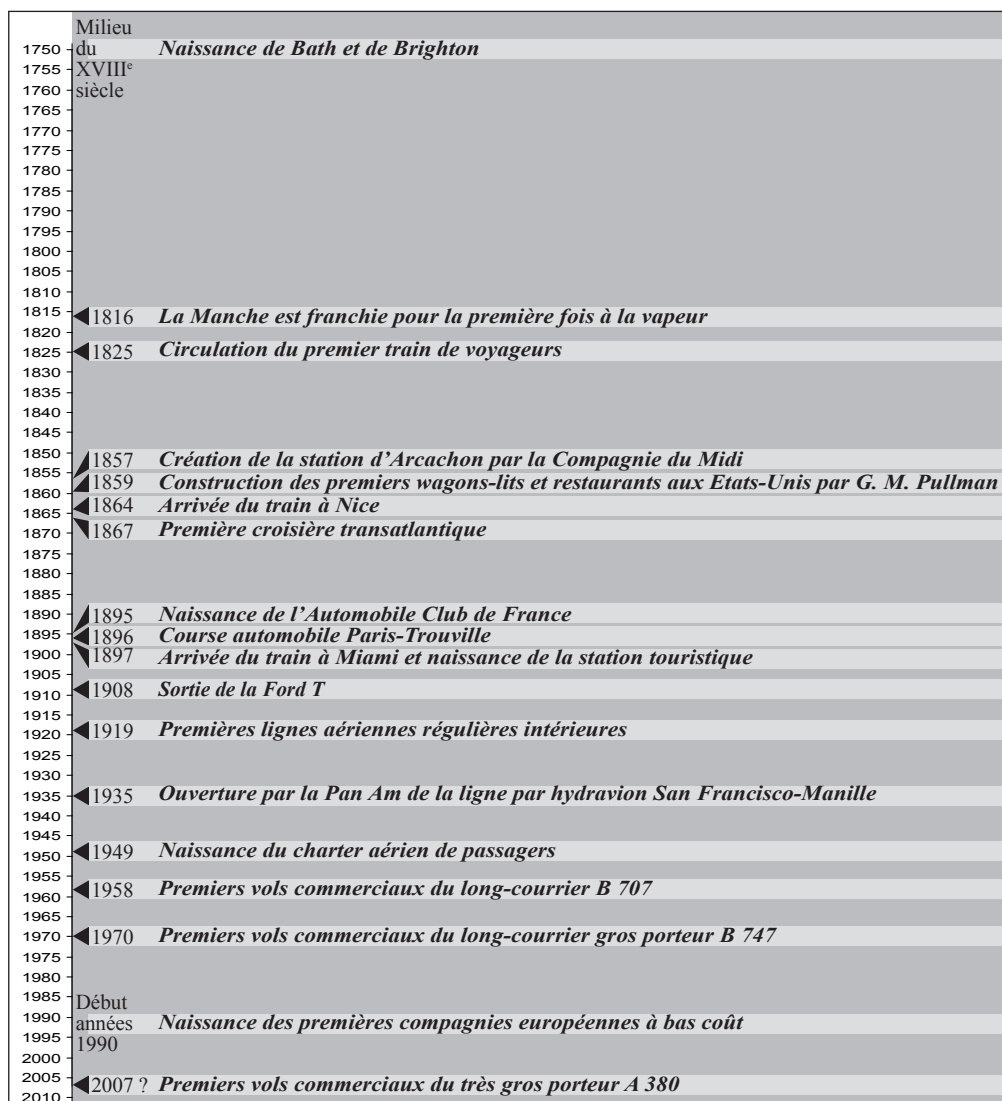 Milieu
1750 du Naissance de Bath et de Brighton
1755 XVIIIe
1760 siècle
1765
1770
1775
1780
1785
1790
1795
1800
1805
1810
1815
1816 La Manche est franchie pour la première fois à la vapeur
1820
1825 1825 Circulation du premier train de voyageurs
1830
1835
1840
1845
1850
1857 Création de la station d'Arcachon par la Compagnie du Midi
1855
1859 Construction des premiers wagons-lits et restaurants aux Etats-Unis par G. M. Pullman
1860
1864 Arrivée du train à Nice
1865
1867 Première croisière transatlantique
1870
1875
1880
1885
1890 1895 Naissance de l'Automobile Club de France
1895 1896 Course automobile Paris-Trouville
1900 1897 Arrivée du train à Miami et naissance de la station touristique
1905
1908 Sortie de la Ford T
1910
1915
1919 Premières lignes aériennes régulières intérieures
1920
1925
1930
1935 1935 Ouverture par la Pan Am de la ligne par hydravion San Francisco-Manille
1940
1945
1949 Naissance du charter aérien de passagers
1950
1955
1958 Premiers vols commerciaux du long-courrier B 707
1960
1965
1970 1970 Premiers vols commerciaux du long-courrier gros porteur B 747
1975
1980
1985 Début
1990 années Naissance des premières compagnies européennes à bas coût
1995 1990
2000
2005
2007 ? Premiers vols commerciaux du très gros porteur A 380
2010